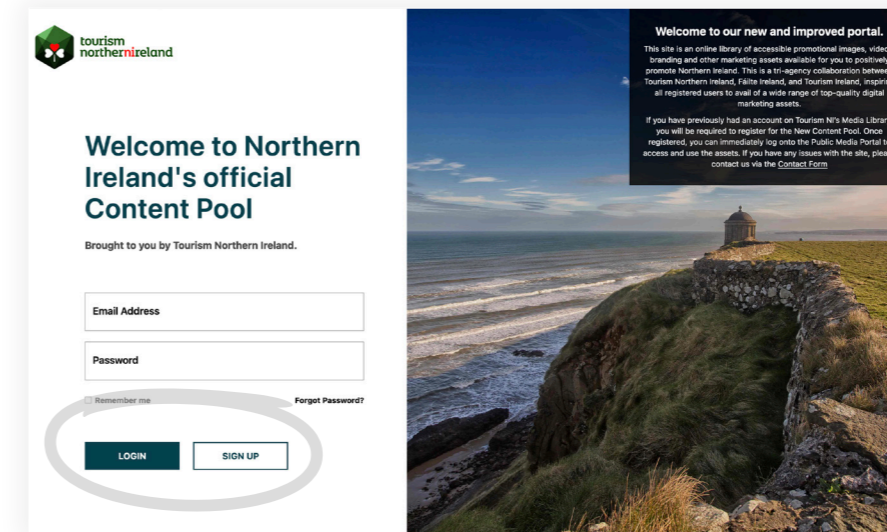 tourism
northernireland
Welcome to Northern
Ireland's official
Content Pool
Brought to you by Tourism Northern Ireland.
Email Address
Password
Remember me
Forgot Password?
LOGIN
SIGN UP
Welcome to our new and improved portal.
This site is an online library of accessible promotional images,
branding and other marketing assets available for you to positively
promote Northern Ireland. This is a tri-agency collaboration
Tourism Northern Ireland, Fáilte Ireland, and Tourism Ireland,
all registered users to avail of a wide range of top-quality digital
marketing assets.
If you have previously had an account on Tourism NI's Media
you will be required to register for the New Content Pool. Once
registered, you can immediately log onto the Public Media Portal
access and use the assets. If you have any issues with the site,
contact us via the Contact Form